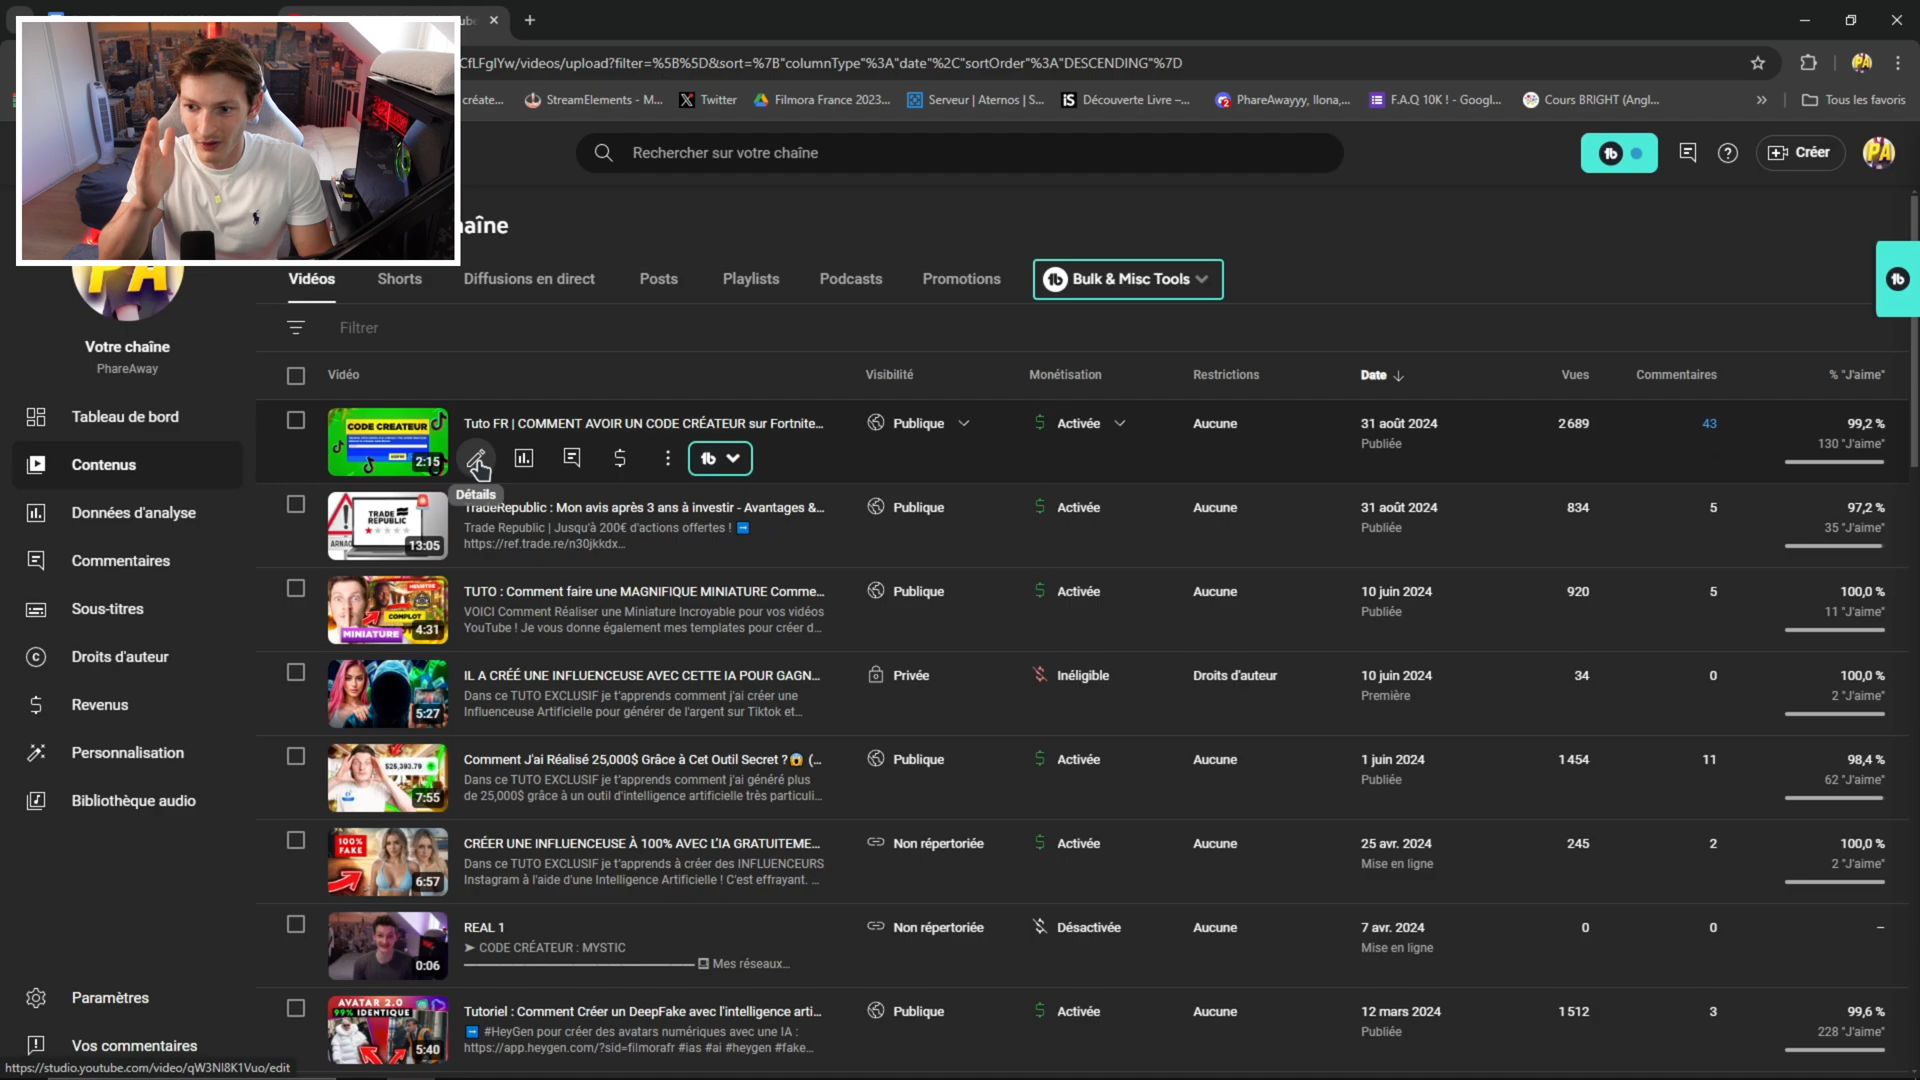 CfLFglYw/videos/upload?filter=%5B%5D&sort=%7B"columnType"%3A"date"%2C"sortOrder"%3A"DESCENDING"%7D
créate...
StreamElements - M...
Twitter
Filmora France 2023...
Serveur | Aternos | S...
Découverte Livre –...
PhareAwayyy, Ilona,...
F.A.Q 10K ! - Googl...
Cours BRIGHT (Angl...
Tous les favoris
Rechercher sur votre chaîne
Créer
PA
haîne
Vidéos
Shorts
Diffusions en direct
Posts
Playlists
Podcasts
Promotions
Bulk & Misc Tools
Filtrer
PA
Votre chaîne
PhareAway
Tableau de bord
Contenus
Données d'analyse
Commentaires
Sous-titres
Droits d'auteur
Revenus
Personnalisation
Bibliothèque audio
Paramètres
Vos commentaires
Vidéo
Visibilité
Monétisation
Restrictions
Date
Vues
Commentaires
% "J'aime"
CODE CREATEUR
2:15
Tuto FR | COMMENT AVOIR UN CODE CRÉATEUR sur Fortnite...
Détails
Publique
Activée
Aucune
31 août 2024
Publiée
2 689
43
99,2 %
130 "J'aime"
TRADE REPUBLIC
ARNAQ
13:05
TradeRepublic : Mon avis après 3 ans à investir - Avantages &...
Trade Republic | Jusqu'à 200€ d'actions offertes !
https://ref.trade.re/n30jkkdx...
Publique
Activée
Aucune
31 août 2024
Publiée
834
5
97,2 %
35 "J'aime"
COMPLOT
MINIATURE
4:31
TUTO : Comment faire une MAGNIFIQUE MINIATURE Comme...
VOICI Comment Réaliser une Miniature Incroyable pour vos vidéos
YouTube ! Je vous donne également mes templates pour créer d...
Publique
Activée
Aucune
10 juin 2024
Publiée
920
5
100,0 %
11 "J'aime"
5:27
IL A CRÉÉ UNE INFLUENCEUSE AVEC CETTE IA POUR GAGN...
Dans ce TUTO EXCLUSIF je t'apprends comment j'ai créer une
Influenceuse Artificielle pour générer de l'argent sur Tiktok et...
Privée
Inéligible
Droits d'auteur
10 juin 2024
Première
34
0
100,0 %
2 "J'aime"
$25,393.79
7:55
Comment J'ai Réalisé 25,000$ Grâce à Cet Outil Secret ?😱 (...
Dans ce TUTO EXCLUSIF je t'apprends comment j'ai généré plus
de 25,000$ grâce à un outil d'intelligence artificielle très particuli...
Publique
Activée
Aucune
1 juin 2024
Publiée
1 454
11
98,4 %
62 "J'aime"
100% FAKE
6:57
CRÉER UNE INFLUENCEUSE À 100% AVEC L'IA GRATUITEME...
Dans ce TUTO EXCLUSIF je t'apprends à créer des INFLUENCEURS
Instagram à l'aide d'une Intelligence Artificielle ! C'est effrayant. ...
Non répertoriée
Activée
Aucune
25 avr. 2024
Mise en ligne
245
2
100,0 %
2 "J'aime"
0:06
REAL 1
➤ CODE CRÉATEUR : MYSTIC
Mes réseaux...
Non répertoriée
Désactivée
Aucune
7 avr. 2024
Mise en ligne
0
0
–
AVATAR 2.0
99% IDENTIQUE
5:40
Tutoriel : Comment Créer un DeepFake avec l'intelligence arti...
#HeyGen pour créer des avatars numériques avec une IA :
https://app.heygen.com/?sid=filmorafr #ias #ai #heygen #fake...
Publique
Activée
Aucune
12 mars 2024
Publiée
1 512
3
99,6 %
228 "J'aime"
https://studio.youtube.com/video/qW3NI8K1Vuo/edit